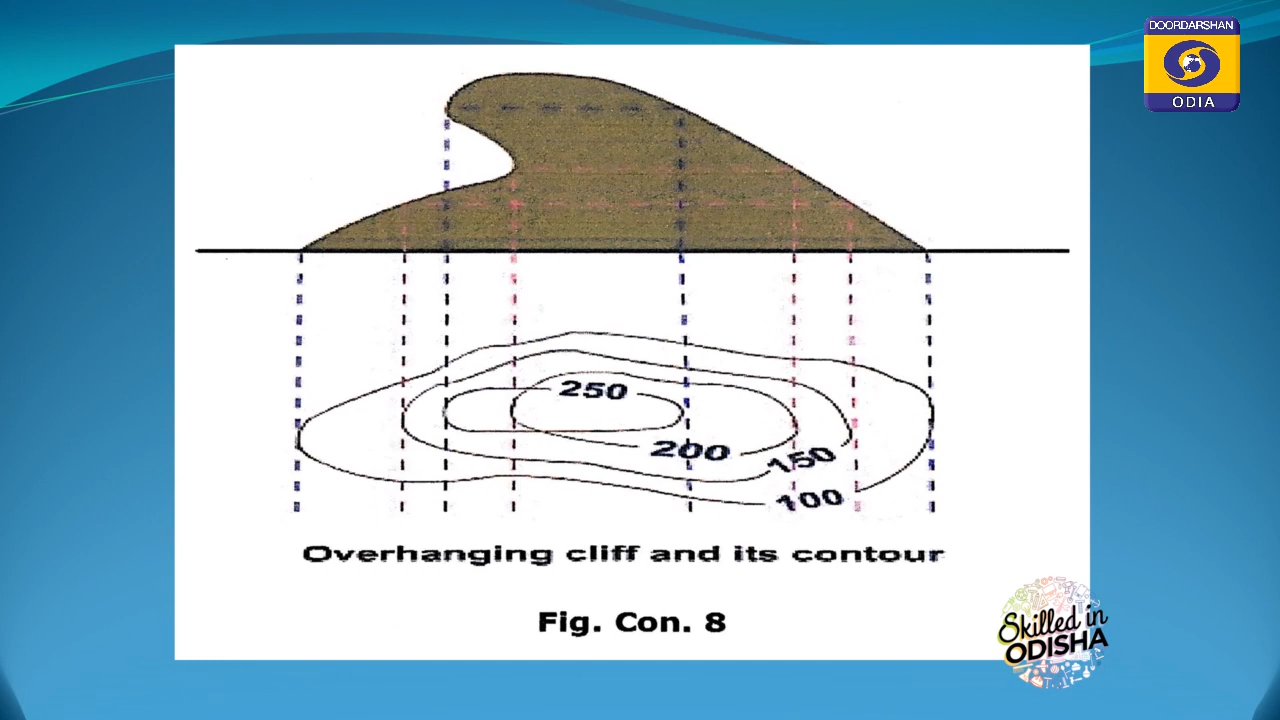 DOORDARSHAN
ODIA
250
200
150
100
Overhanging cliff and its contour
Fig. Con. 8
Skilled in
ODISHA